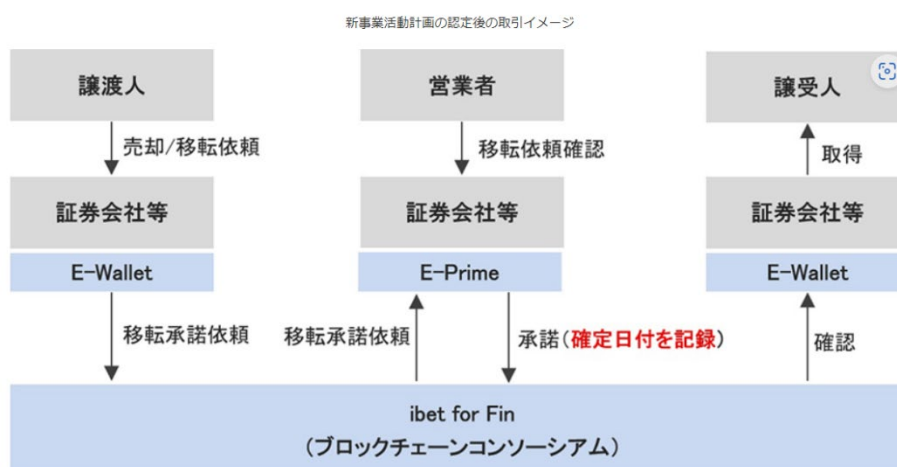 新事業活動計画の認定後の取引イメージ
譲渡人
営業者
譲受人
売却/移転依頼
移転依頼確認
取得
証券会社等
証券会社等
証券会社等
E-Wallet
E-Prime
E-Wallet
移転承諾依頼
移転承諾依頼
承諾(確定日付を記録)
確認
ibet for Fin
(ブロックチェーンコンソーシアム)